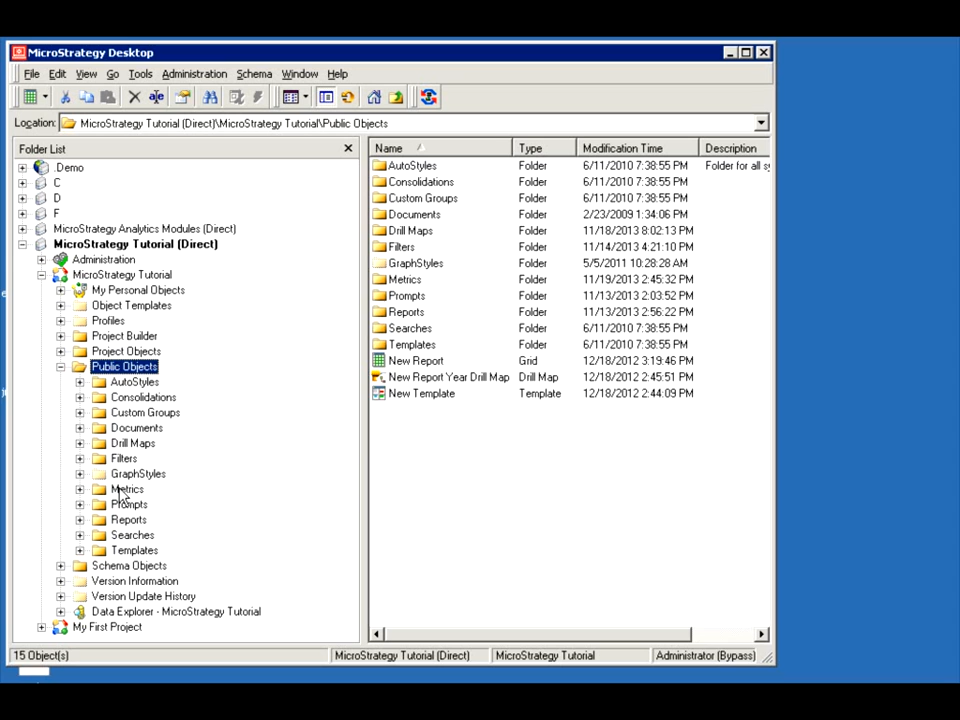 MicroStrategy Desktop
File Edit View Go Tools Administration Schema Window Help
Location: MicroStrategy Tutorial (Direct)\MicroStrategy Tutorial\Public Objects
Folder List
.Demo
C
D
F
MicroStrategy Analytics Modules (Direct)
MicroStrategy Tutorial (Direct)
Administration
MicroStrategy Tutorial
My Personal Objects
Object Templates
Profiles
Project Builder
Project Objects
Public Objects
AutoStyles
Consolidations
Custom Groups
Documents
Drill Maps
Filters
GraphStyles
Metrics
Prompts
Reports
Searches
Templates
Schema Objects
Version Information
Version Update History
Data Explorer - MicroStrategy Tutorial
My First Project
Name Type Modification Time Description
AutoStyles Folder 6/11/2010 7:38:55 PM Folder for all sy
Consolidations Folder 6/11/2010 7:38:55 PM
Custom Groups Folder 6/11/2010 7:38:55 PM
Documents Folder 2/23/2009 1:34:06 PM
Drill Maps Folder 11/18/2013 8:02:13 PM
Filters Folder 11/14/2013 4:21:10 PM
GraphStyles Folder 5/5/2011 10:28:28 AM
Metrics Folder 11/19/2013 2:45:32 PM
Prompts Folder 11/13/2013 2:03:52 PM
Reports Folder 11/13/2013 2:56:22 PM
Searches Folder 6/11/2010 7:38:55 PM
Templates Folder 6/11/2010 7:38:55 PM
New Report Grid 12/18/2012 3:19:46 PM
New Report Year Drill Map Drill Map 12/18/2012 2:45:51 PM
New Template Template 12/18/2012 2:44:09 PM
15 Object(s) MicroStrategy Tutorial (Direct) MicroStrategy Tutorial Administrator (Bypass)